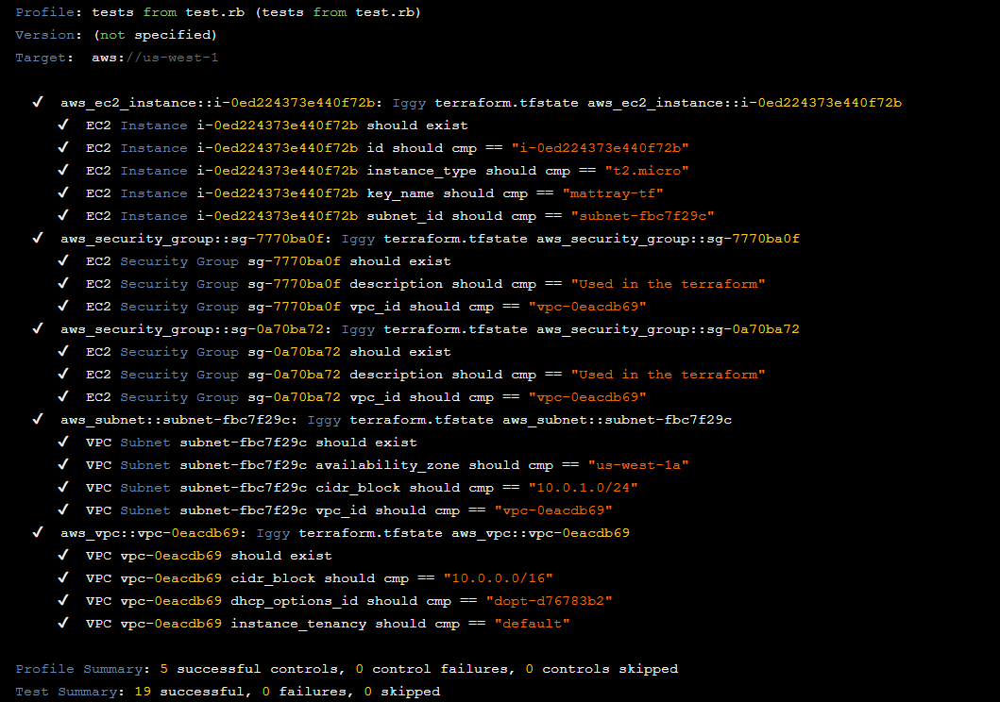 Profile: tests from test.rb (tests from test.rb)
Version: (not specified)
Target:  aws://us-west-1
✓  aws_ec2_instance::i-0ed224373e440f72b: Iggy terraform.tfstate aws_ec2_instance::i-0ed224373e440f72b
✓  EC2 Instance i-0ed224373e440f72b should exist
✓  EC2 Instance i-0ed224373e440f72b id should cmp == "i-0ed224373e440f72b"
✓  EC2 Instance i-0ed224373e440f72b instance_type should cmp == "t2.micro"
✓  EC2 Instance i-0ed224373e440f72b key_name should cmp == "mattray-tf"
✓  EC2 Instance i-0ed224373e440f72b subnet_id should cmp == "subnet-fbc7f29c"
✓  aws_security_group::sg-7770ba0f: Iggy terraform.tfstate aws_security_group::sg-7770ba0f
✓  EC2 Security Group sg-7770ba0f should exist
✓  EC2 Security Group sg-7770ba0f description should cmp == "Used in the terraform"
✓  EC2 Security Group sg-7770ba0f vpc_id should cmp == "vpc-0eacdb69"
✓  aws_security_group::sg-0a70ba72: Iggy terraform.tfstate aws_security_group::sg-0a70ba72
✓  EC2 Security Group sg-0a70ba72 should exist
✓  EC2 Security Group sg-0a70ba72 description should cmp == "Used in the terraform"
✓  EC2 Security Group sg-0a70ba72 vpc_id should cmp == "vpc-0eacdb69"
✓  aws_subnet::subnet-fbc7f29c: Iggy terraform.tfstate aws_subnet::subnet-fbc7f29c
✓  VPC Subnet subnet-fbc7f29c should exist
✓  VPC Subnet subnet-fbc7f29c availability_zone should cmp == "us-west-1a"
✓  VPC Subnet subnet-fbc7f29c cidr_block should cmp == "10.0.1.0/24"
✓  VPC Subnet subnet-fbc7f29c vpc_id should cmp == "vpc-0eacdb69"
✓  aws_vpc::vpc-0eacdb69: Iggy terraform.tfstate aws_vpc::vpc-0eacdb69
✓  VPC vpc-0eacdb69 should exist
✓  VPC vpc-0eacdb69 cidr_block should cmp == "10.0.0.0/16"
✓  VPC vpc-0eacdb69 dhcp_options_id should cmp == "dopt-d76783b2"
✓  VPC vpc-0eacdb69 instance_tenancy should cmp == "default"
Profile Summary: 5 successful controls, 0 control failures, 0 controls skipped
Test Summary: 19 successful, 0 failures, 0 skipped